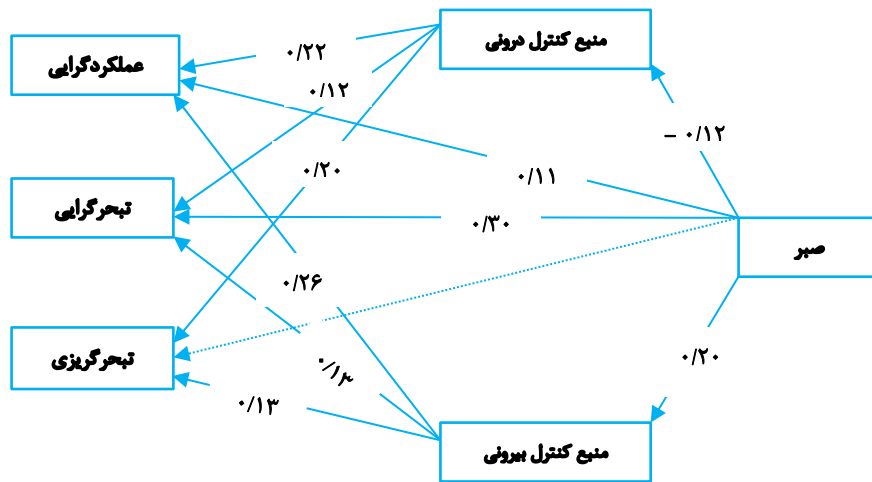 منبع کنترل درونی
عملکردگرایی
۰/۲۲
۰/۱۲
– ۰/۱۲
۰/۲۰
۰/۱۱
تبحرگرایی
۰/۳۰
صبر
۰/۲۶
تبحرگریزی
۰/۱۳
۰/۲۰
۰/۱۳
منبع کنترل بیرونی